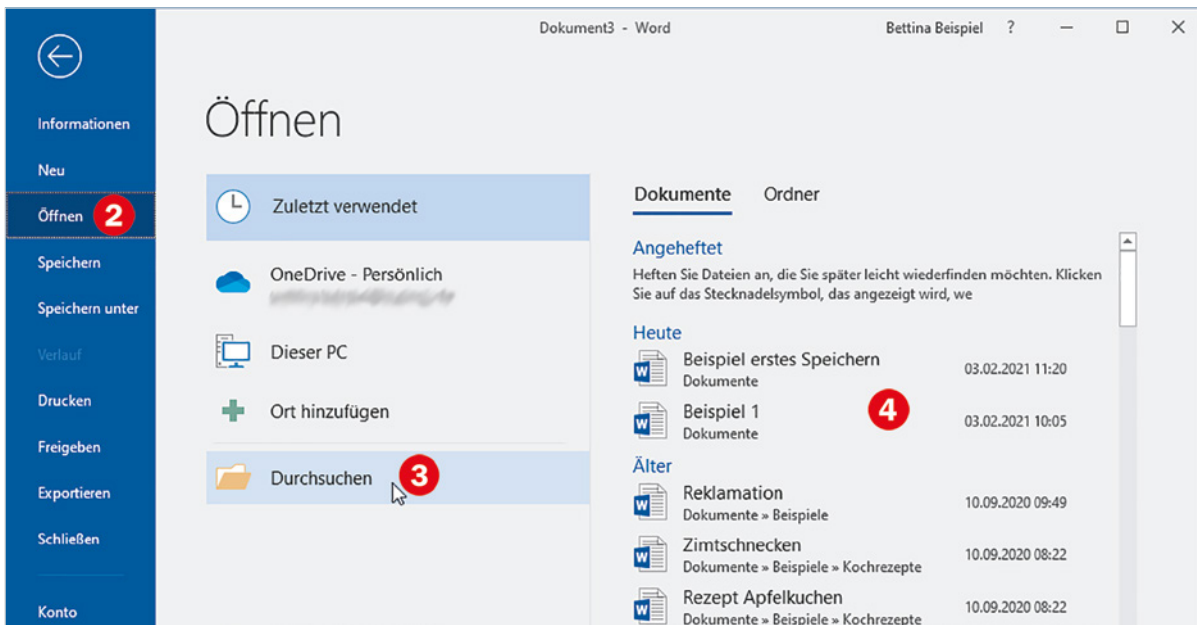 Dokument3 - Word
Bettina Beispiel ?
Informationen
Neu
Öffnen 2
Speichern
Speichern unter
Verlauf
Drucken
Freigeben
Exportieren
Schließen
Konto
Öffnen
Zuletzt verwendet
OneDrive - Persönlich
Dieser PC
Ort hinzufügen
Durchsuchen 3
Dokumente Ordner
Angeheftet
Heften Sie Dateien an, die Sie später leicht wiederfinden möchten. Klicken
Sie auf das Stecknadelsymbol, das angezeigt wird, we
Heute
Beispiel erstes Speichern 03.02.2021 11:20
Dokumente
4
Beispiel 1 03.02.2021 10:05
Dokumente
Älter
Reklamation 10.09.2020 09:49
Dokumente » Beispiele
Zimtschnecken 10.09.2020 08:22
Dokumente » Beispiele » Kochrezepte
Rezept Apfelkuchen 10.09.2020 08:22
Dokumente » Beispiele » Kochrezepte